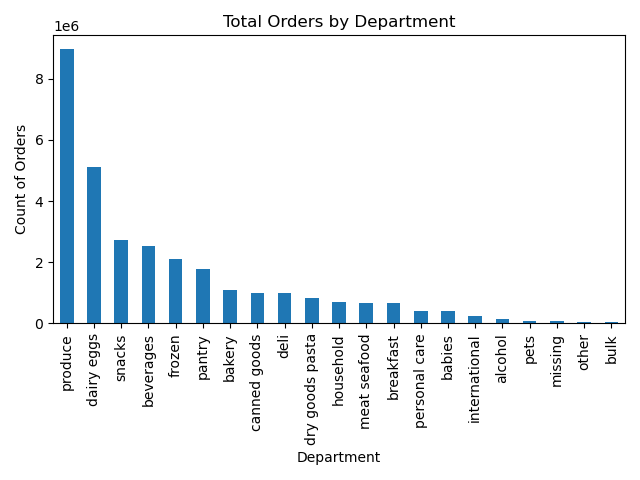 Total Orders by Department
1e6
8
6
4
2
0
Count of Orders
produce
dairy eggs
snacks
beverages
frozen
pantry
bakery
canned goods
deli
dry goods pasta
household
meat seafood
breakfast
personal care
babies
international
alcohol
pets
missing
other
bulk
Department